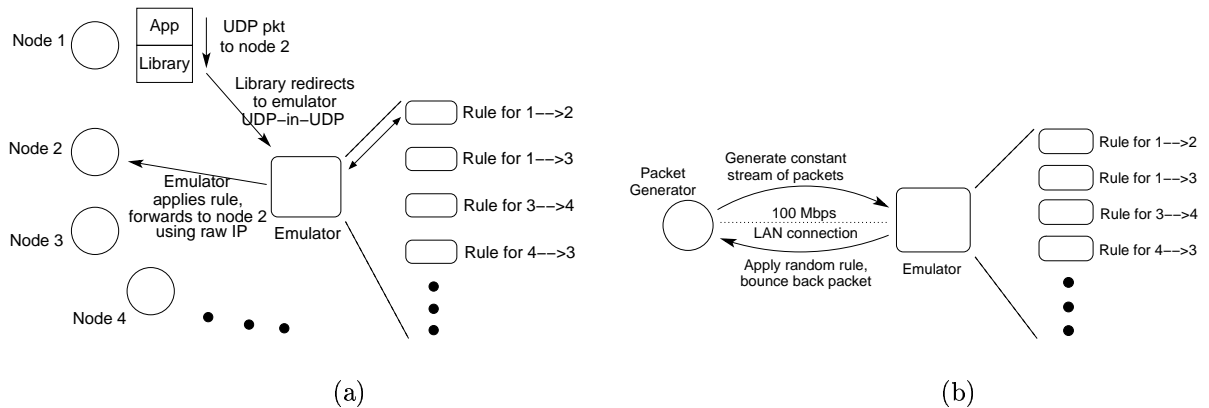 Node 1
App
Library
UDP pkt
to node 2
Library redirects
to emulator
UDP−in−UDP
Node 2
Emulator
applies rule,
forwards to node 2
using raw IP
Emulator
Node 3
Node 4
Rule for 1−−>2
Rule for 1−−>3
Rule for 3−−>4
Rule for 4−−>3
(a)
Packet
Generator
Generate constant
stream of packets
100 Mbps
LAN connection
Apply random rule,
bounce back packet
Emulator
Rule for 1−−>2
Rule for 1−−>3
Rule for 3−−>4
Rule for 4−−>3
(b)